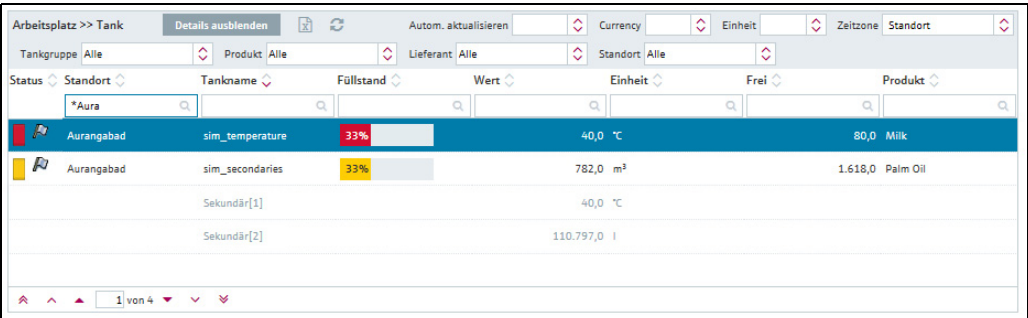 Arbeitsplatz >> Tank Details ausblenden Autom. aktualisieren Currency Einheit Zeitzone Standort
Tankgruppe Alle Produkt Alle Lieferant Alle Standort Alle
Status Standort Tankname Füllstand Wert Einheit Frei Produkt
*Aura
Aurangabad sim_temperature 33% 40,0 °C 80,0 Milk
Aurangabad sim_secondaries 33% 782,0 m³ 1.618,0 Palm Oil
Sekundär[1] 40,0 °C
Sekundär[2] 110.797,0 l
1 von 4